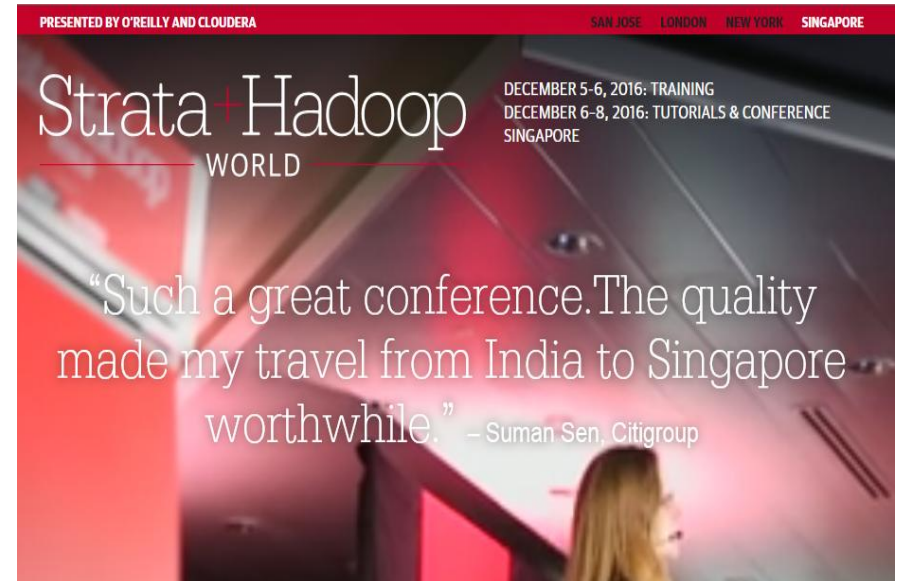 PRESENTED BY O'REILLY AND CLOUDERA
SAN JOSE LONDON NEW YORK SINGAPORE
Strata+Hadoop
WORLD
DECEMBER 5-6, 2016: TRAINING
DECEMBER 6-8, 2016: TUTORIALS & CONFERENCE
SINGAPORE
“Such a great conference.The quality
made my travel from India to Singapore
worthwhile.” – Suman Sen, Citigroup